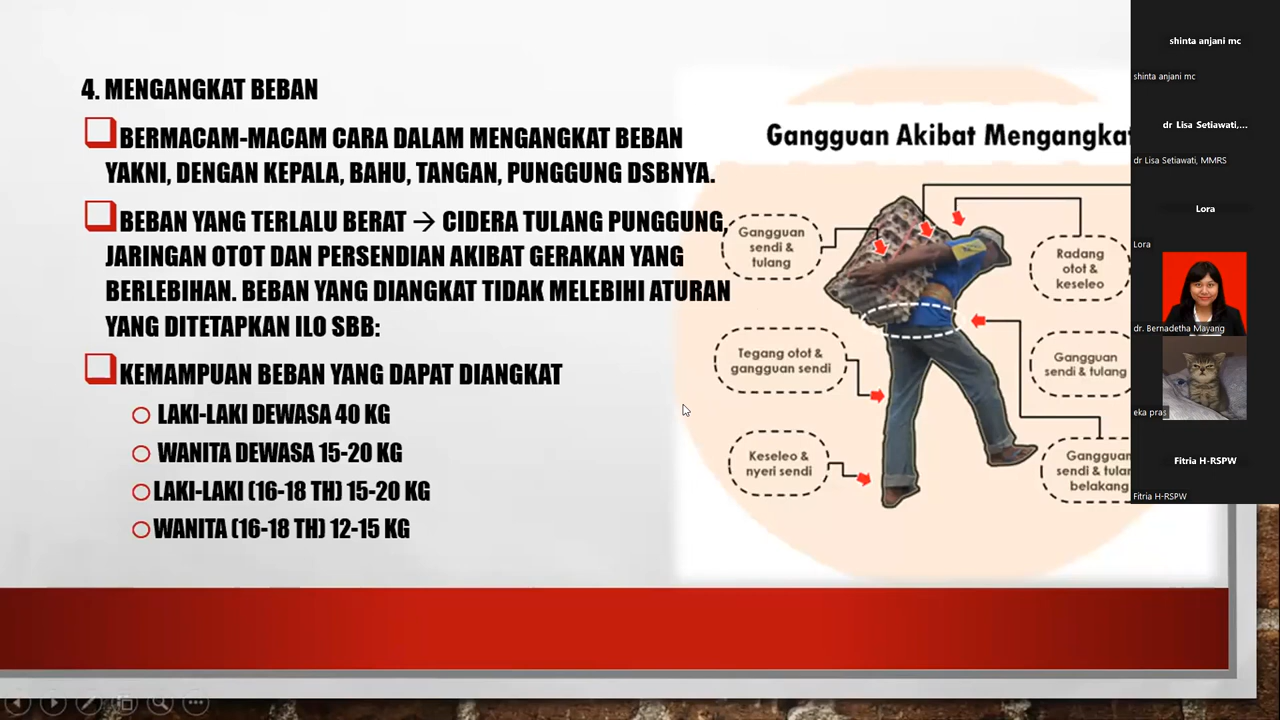 4. MENGANGKAT BEBAN
BERMACAM-MACAM CARA DALAM MENGANGKAT BEBAN
YAKNI, DENGAN KEPALA, BAHU, TANGAN, PUNGGUNG DSBNYA.
BEBAN YANG TERLALU BERAT → CIDERA TULANG PUNGGUNG,
JARINGAN OTOT DAN PERSENDIAN AKIBAT GERAKAN YANG
BERLEBIHAN. BEBAN YANG DIANGKAT TIDAK MELEBIHI ATURAN
YANG DITETAPKAN ILO SBB:
KEMAMPUAN BEBAN YANG DAPAT DIANGKAT
LAKI-LAKI DEWASA 40 KG
WANITA DEWASA 15-20 KG
LAKI-LAKI (16-18 TH) 15-20 KG
WANITA (16-18 TH) 12-15 KG
Gangguan Akibat Mengangkat
Gangguan
sendi &
tulang
Tegang otot &
gangguan sendi
Keseleo &
nyeri sendi
Radang
otot &
keseleo
Gangguan
sendi & tulang
Gangguan
sendi & tulan
belakang
shinta anjani mc
shinta anjani mc
dr Lisa Setiawati,...
dr Lisa Setiawati, MMRS
Lora
Lora
dr. Bernadetha Mayang
eka pras
Fitria H-RSPW
Fitria H-RSPW